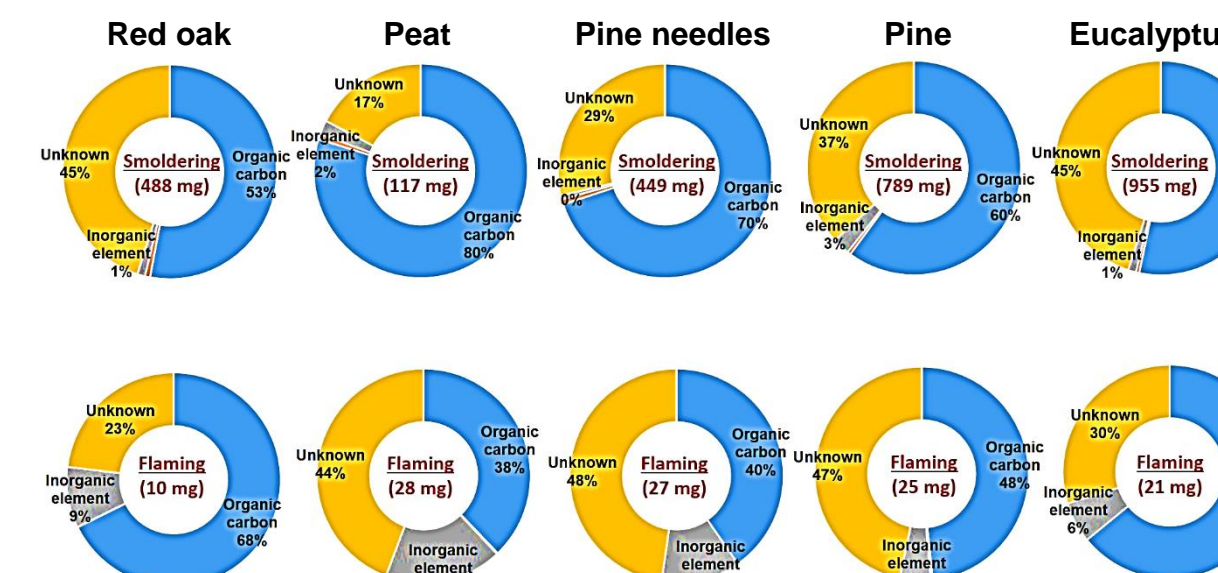 Red oak
Peat
Pine needles
Pine
Eucalyptu
Unknown
45%
Smoldering
(488 mg)
Organic
carbon
53%
Inorganic
element
1%
Unknown
17%
Inorganic
element
2%
Smoldering
(117 mg)
Organic
carbon
80%
Unknown
29%
Inorganic
element
0%
Smoldering
(449 mg)
Organic
carbon
70%
Unknown
37%
Smoldering
(789 mg)
Organic
carbon
60%
Inorganic
element
3%
Unknown
45%
Smoldering
(955 mg)
Inorganic
element
1%
Unknown
23%
Flaming
(10 mg)
Inorganic
element
9%
Organic
carbon
68%
Unknown
44%
Flaming
(28 mg)
Organic
carbon
38%
Inorganic
element
Unknown
48%
Flaming
(27 mg)
Organic
carbon
40%
Inorganic
element
Unknown
47%
Flaming
(25 mg)
Organic
carbon
48%
Inorganic
element
Unknown
30%
Flaming
(21 mg)
Inorganic
element
6%